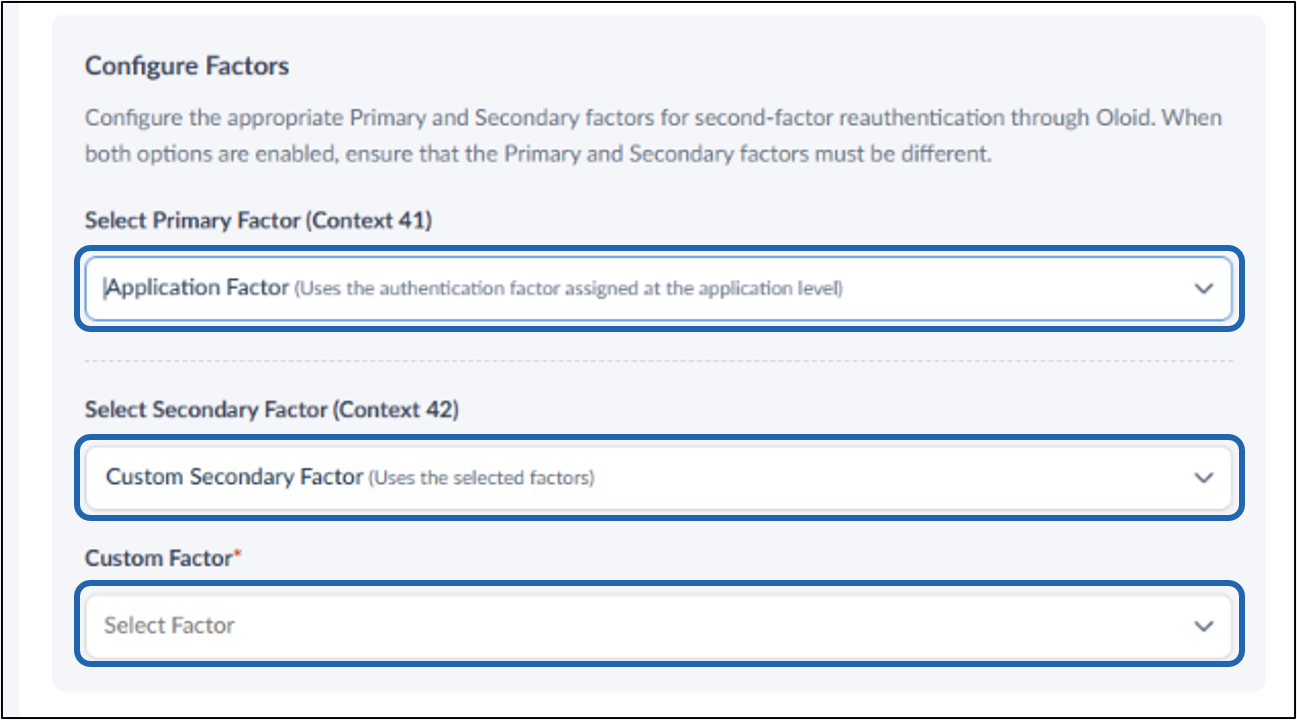 Configure Factors
Configure the appropriate Primary and Secondary factors for second-factor reauthentication through Oloid. When
both options are enabled, ensure that the Primary and Secondary factors must be different.
Select Primary Factor (Context 41)
Application Factor (Uses the authentication factor assigned at the application level)
Select Secondary Factor (Context 42)
Custom Secondary Factor (Uses the selected factors)
Custom Factor*
Select Factor